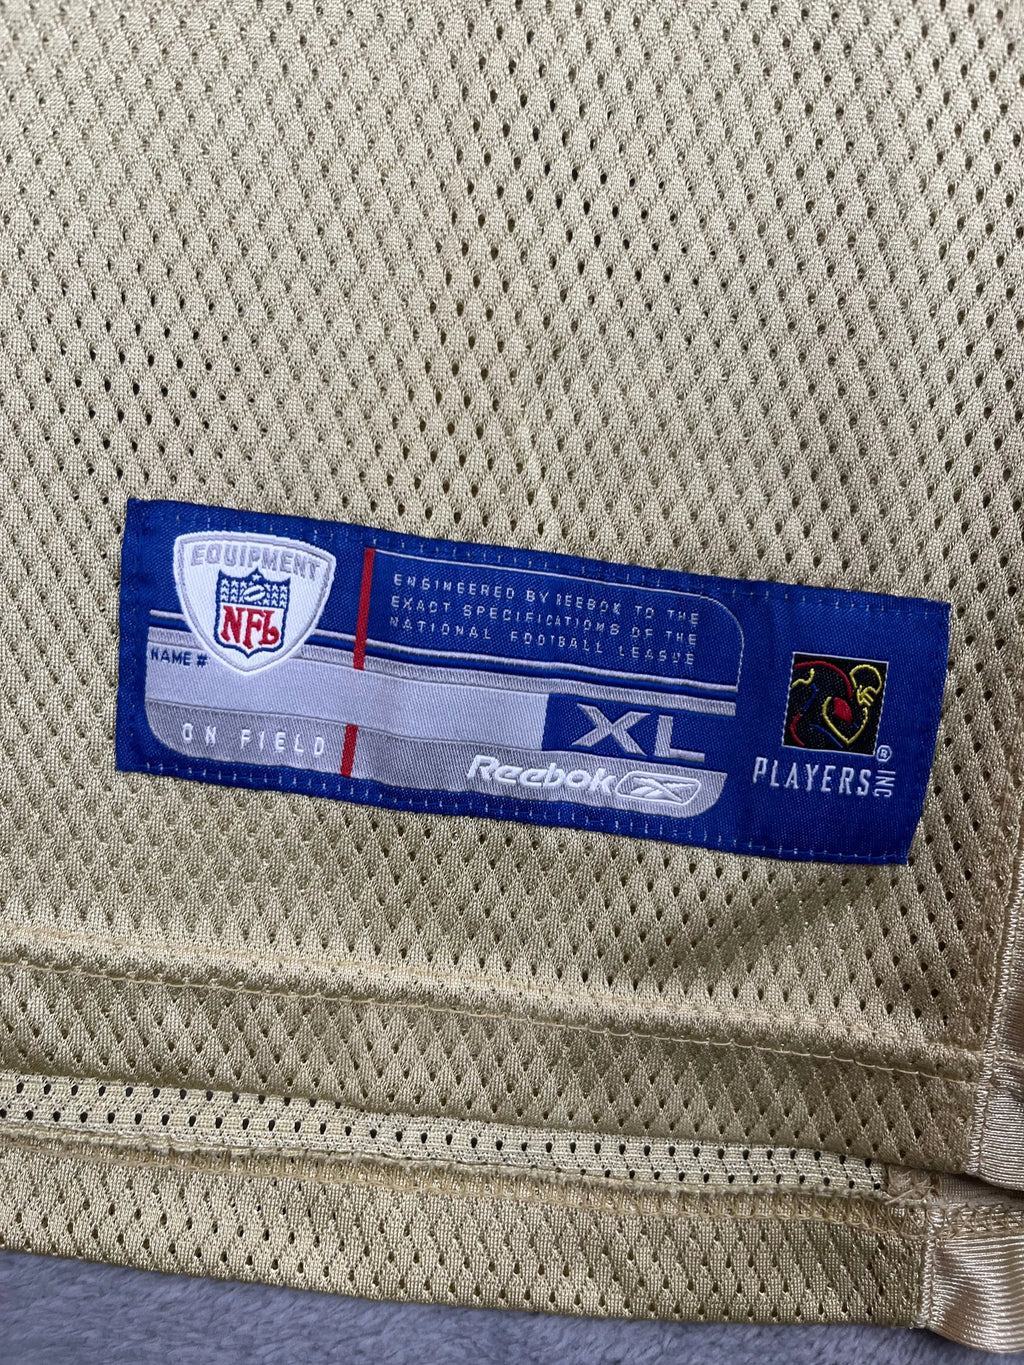 EQUIPMENT
NFL
ENGINEERED BY REEBOK TO THE
EXACT SPECIFICATIONS OF THE
NATIONAL FOOTBALL LEAGUE
NAME #
ON FIELD
XL
Reebok
PLAYERS INC ®